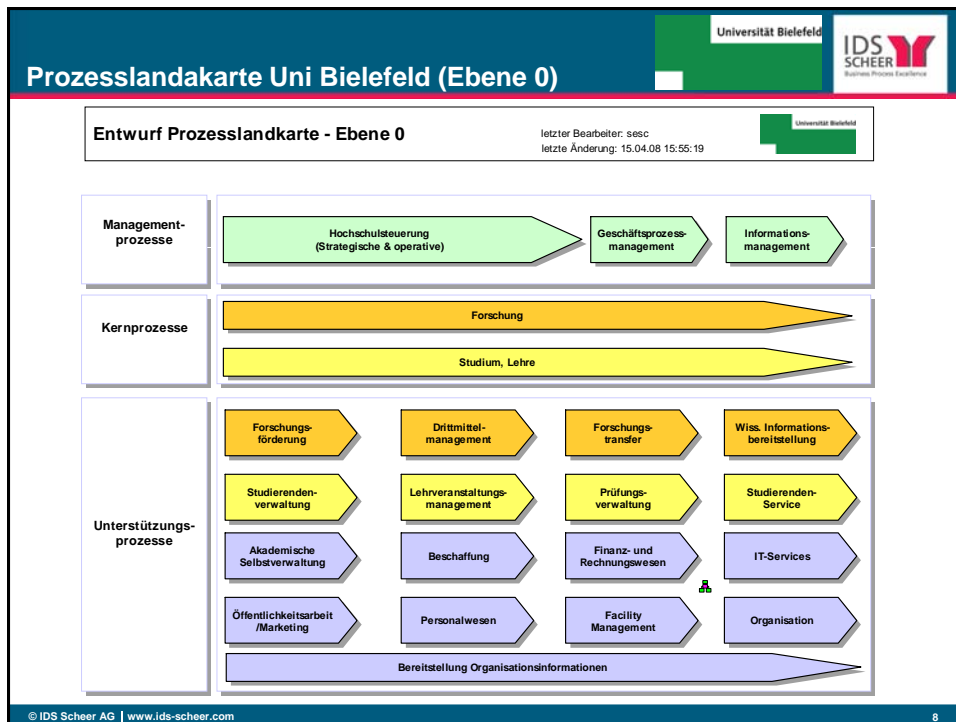 Universität Bielefeld
IDS
SCHEER
Business Process Excellence
Prozesslandakarte Uni Bielefeld (Ebene 0)
Entwurf Prozesslandkarte - Ebene 0
letzter Bearbeiter: sesc
letzte Änderung: 15.04.08 15:55:19
Universität Bielefeld
Management-
prozesse
Hochschulsteuerung
(Strategische & operative)
Geschäftsprozess-
management
Informations-
management
Kernprozesse
Forschung
Studium, Lehre
Unterstützungs-
prozesse
Forschungs-
förderung
Drittmittel-
management
Forschungs-
transfer
Wiss. Informations-
bereitstellung
Studierenden-
verwaltung
Lehrveranstaltungs-
management
Prüfungs-
verwaltung
Studierenden-
Service
Akademische
Selbstverwaltung
Beschaffung
Finanz- und
Rechnungswesen
IT-Services
Öffentlichkeitsarbeit
/Marketing
Personalwesen
Facility
Management
Organisation
Bereitstellung Organisationsinformationen
© IDS Scheer AG | www.ids-scheer.com
8